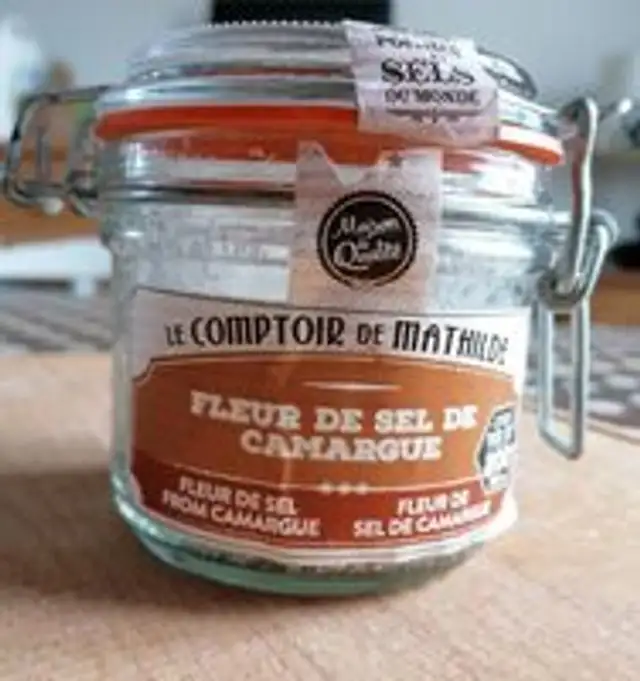 SELS
DU MONDE
Maison
de
Qualité
LE COMPTOIR DE MATHILDE
FLEUR DE SEL DE
CAMARGUE
FLEUR DE SEL
FROM CAMARGUE
FLEUR DE
SEL DE CAMARGUE